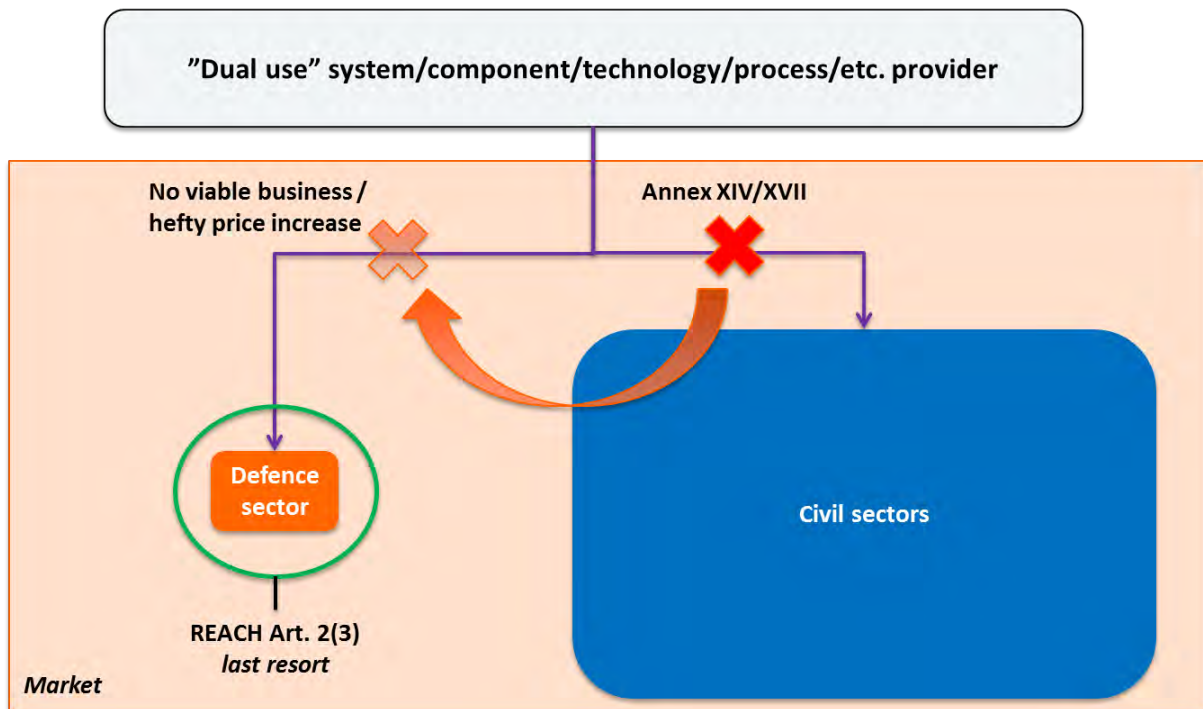 ”Dual use” system/component/technology/process/etc. provider
No viable business /
hefty price increase
Annex XIV/XVII
Defence
sector
Civil sectors
REACH Art. 2(3)
last resort
Market